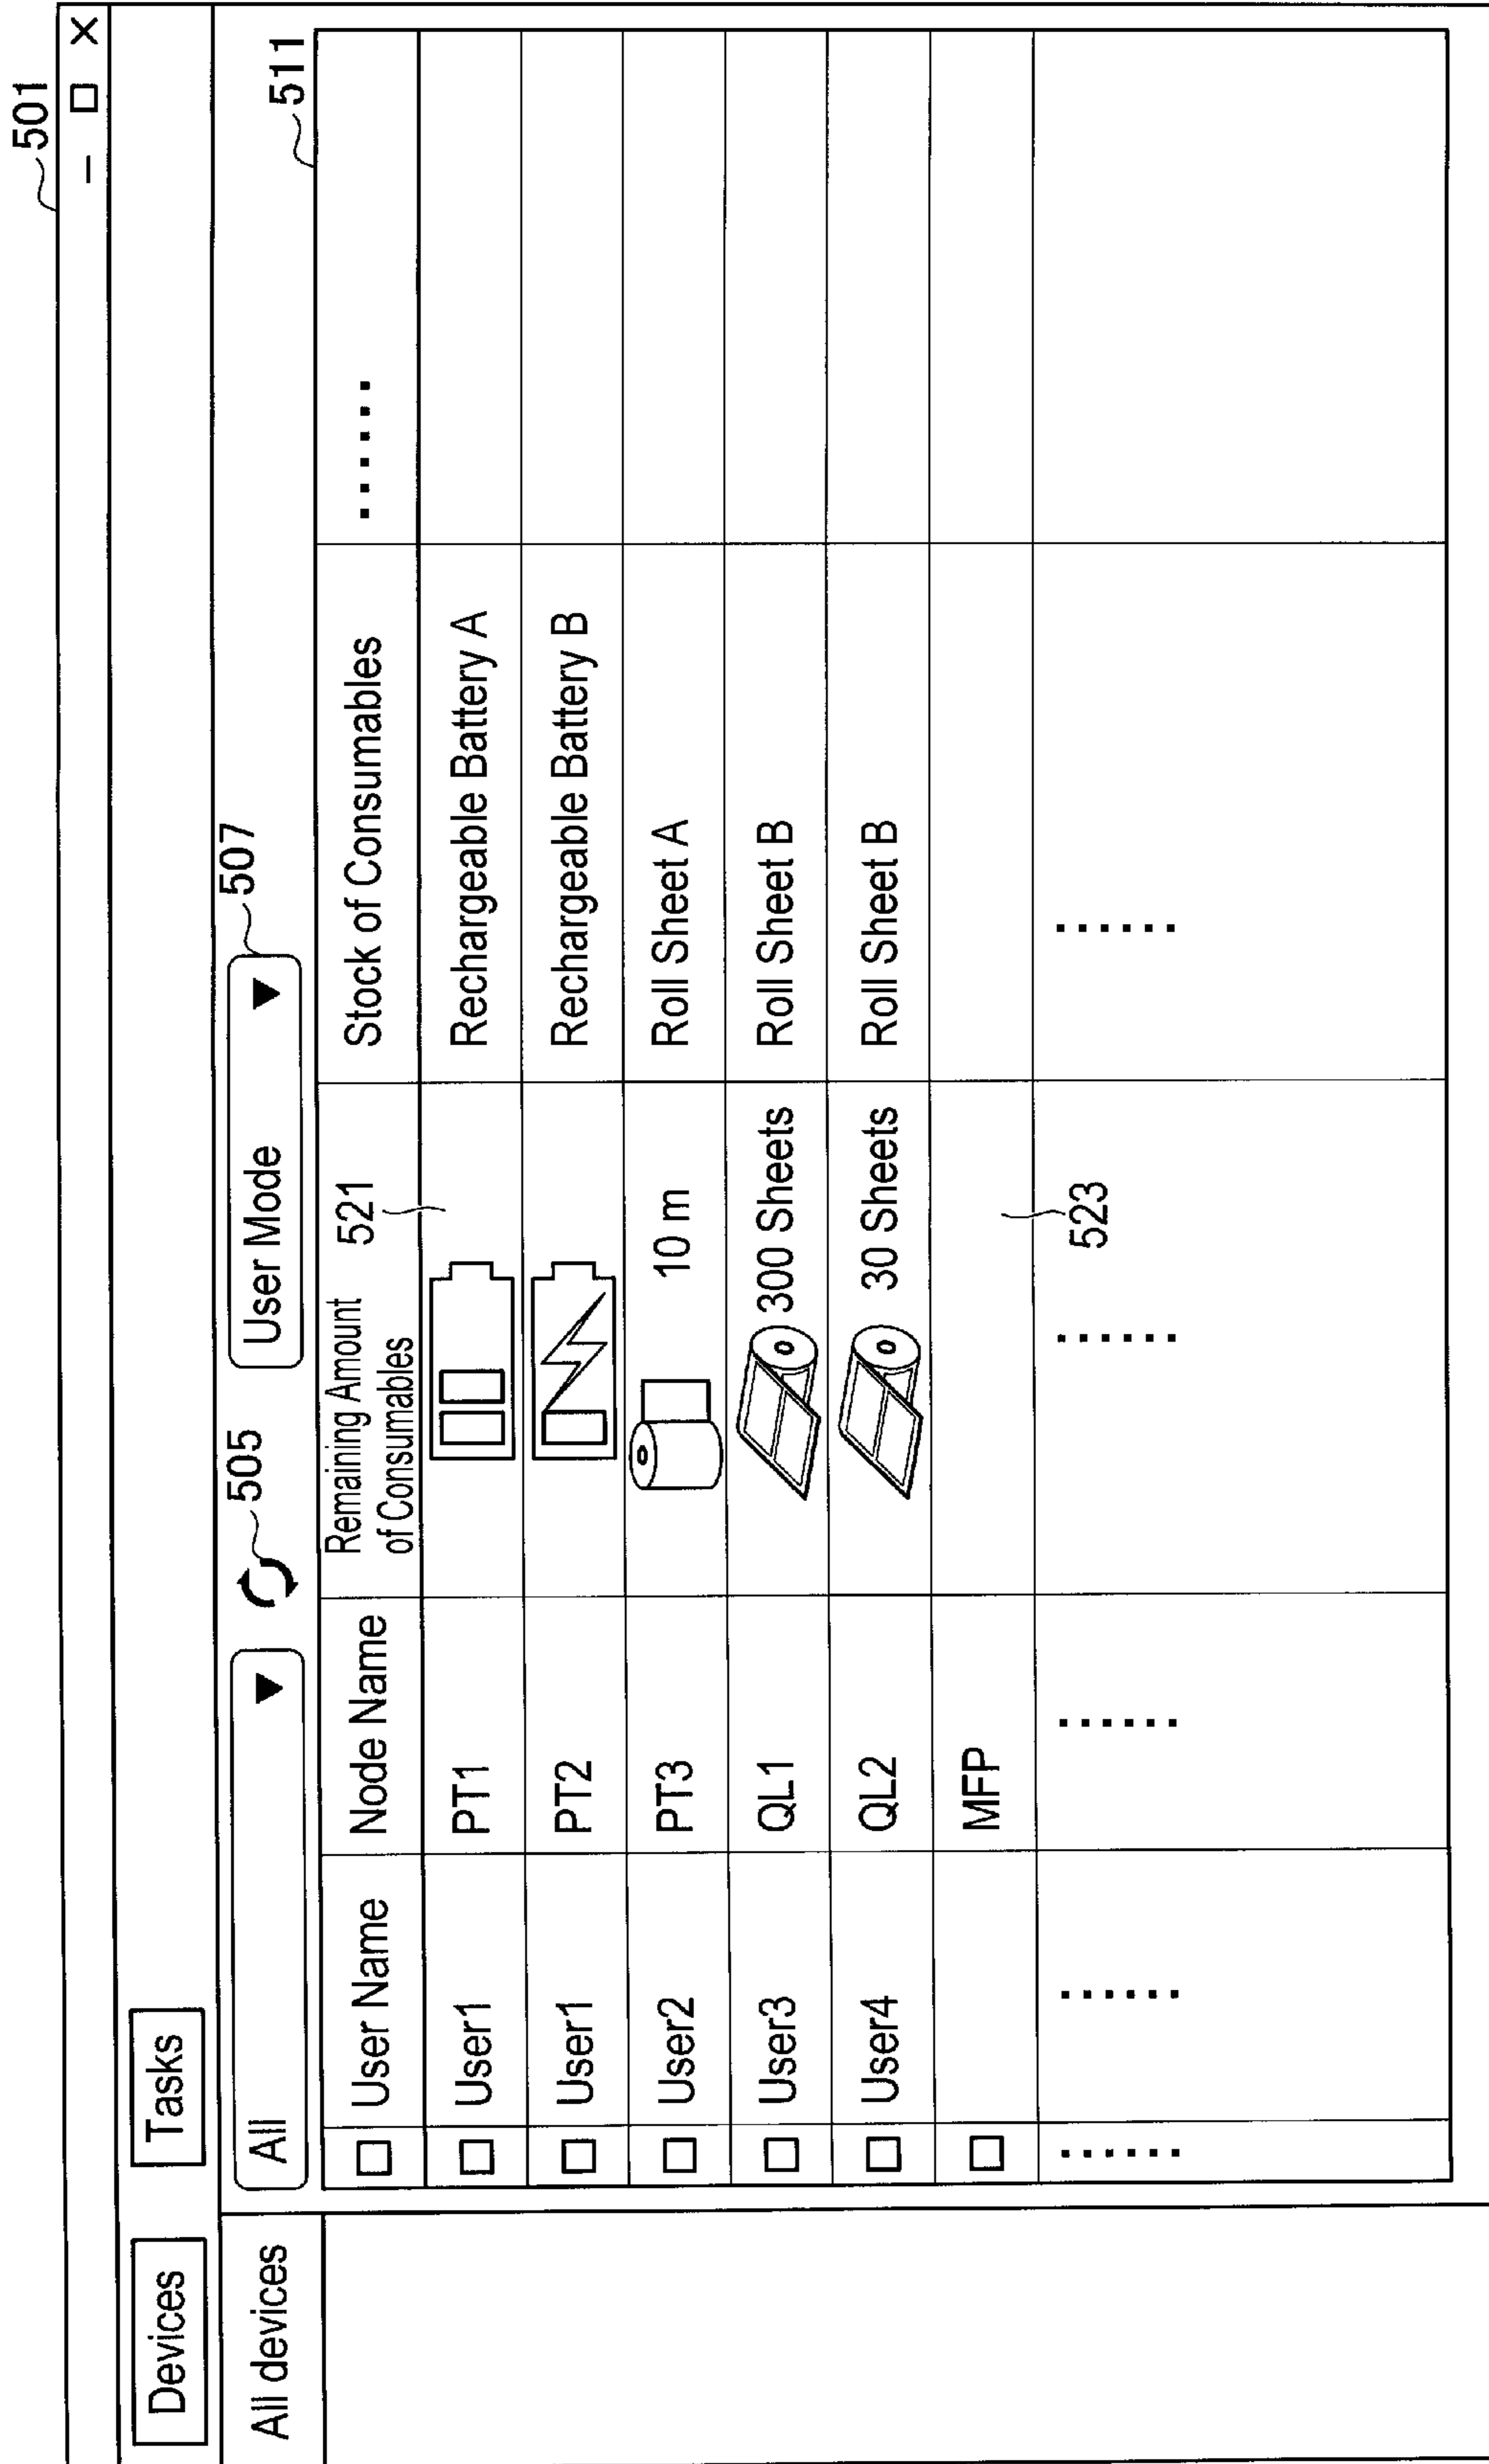 501
– □ ×
Devices Tasks
All devices All ▼ 505 User Mode ▼ 507
511
□ User Name Node Name Remaining Amount of Consumables 521 Stock of Consumables ······
□ User1 PT1 Rechargeable Battery A
□ User1 PT2 Rechargeable Battery B
□ User2 PT3 10 m Roll Sheet A
□ User3 QL1 300 Sheets Roll Sheet B
□ User4 QL2 30 Sheets Roll Sheet B
□ MFP
523
······ ······ ······ ······ ······